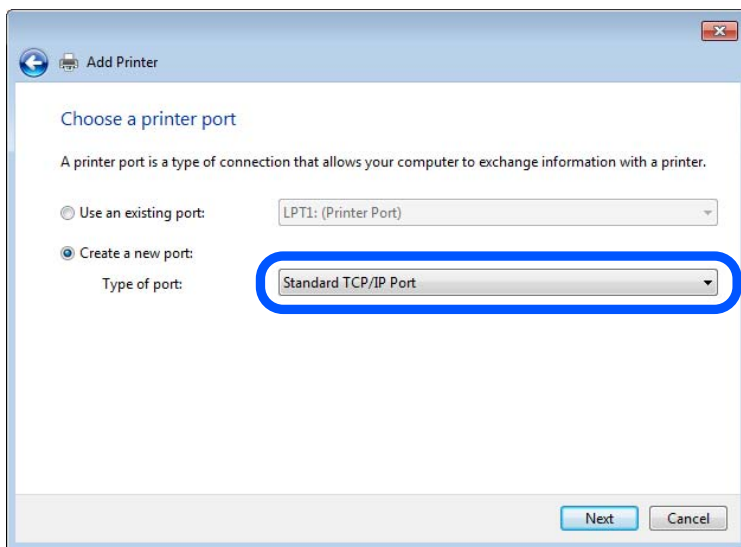 Add Printer
Choose a printer port
A printer port is a type of connection that allows your computer to exchange information with a printer.
Use an existing port: LPT1: (Printer Port)
Create a new port:
Type of port: Standard TCP/IP Port
Next Cancel